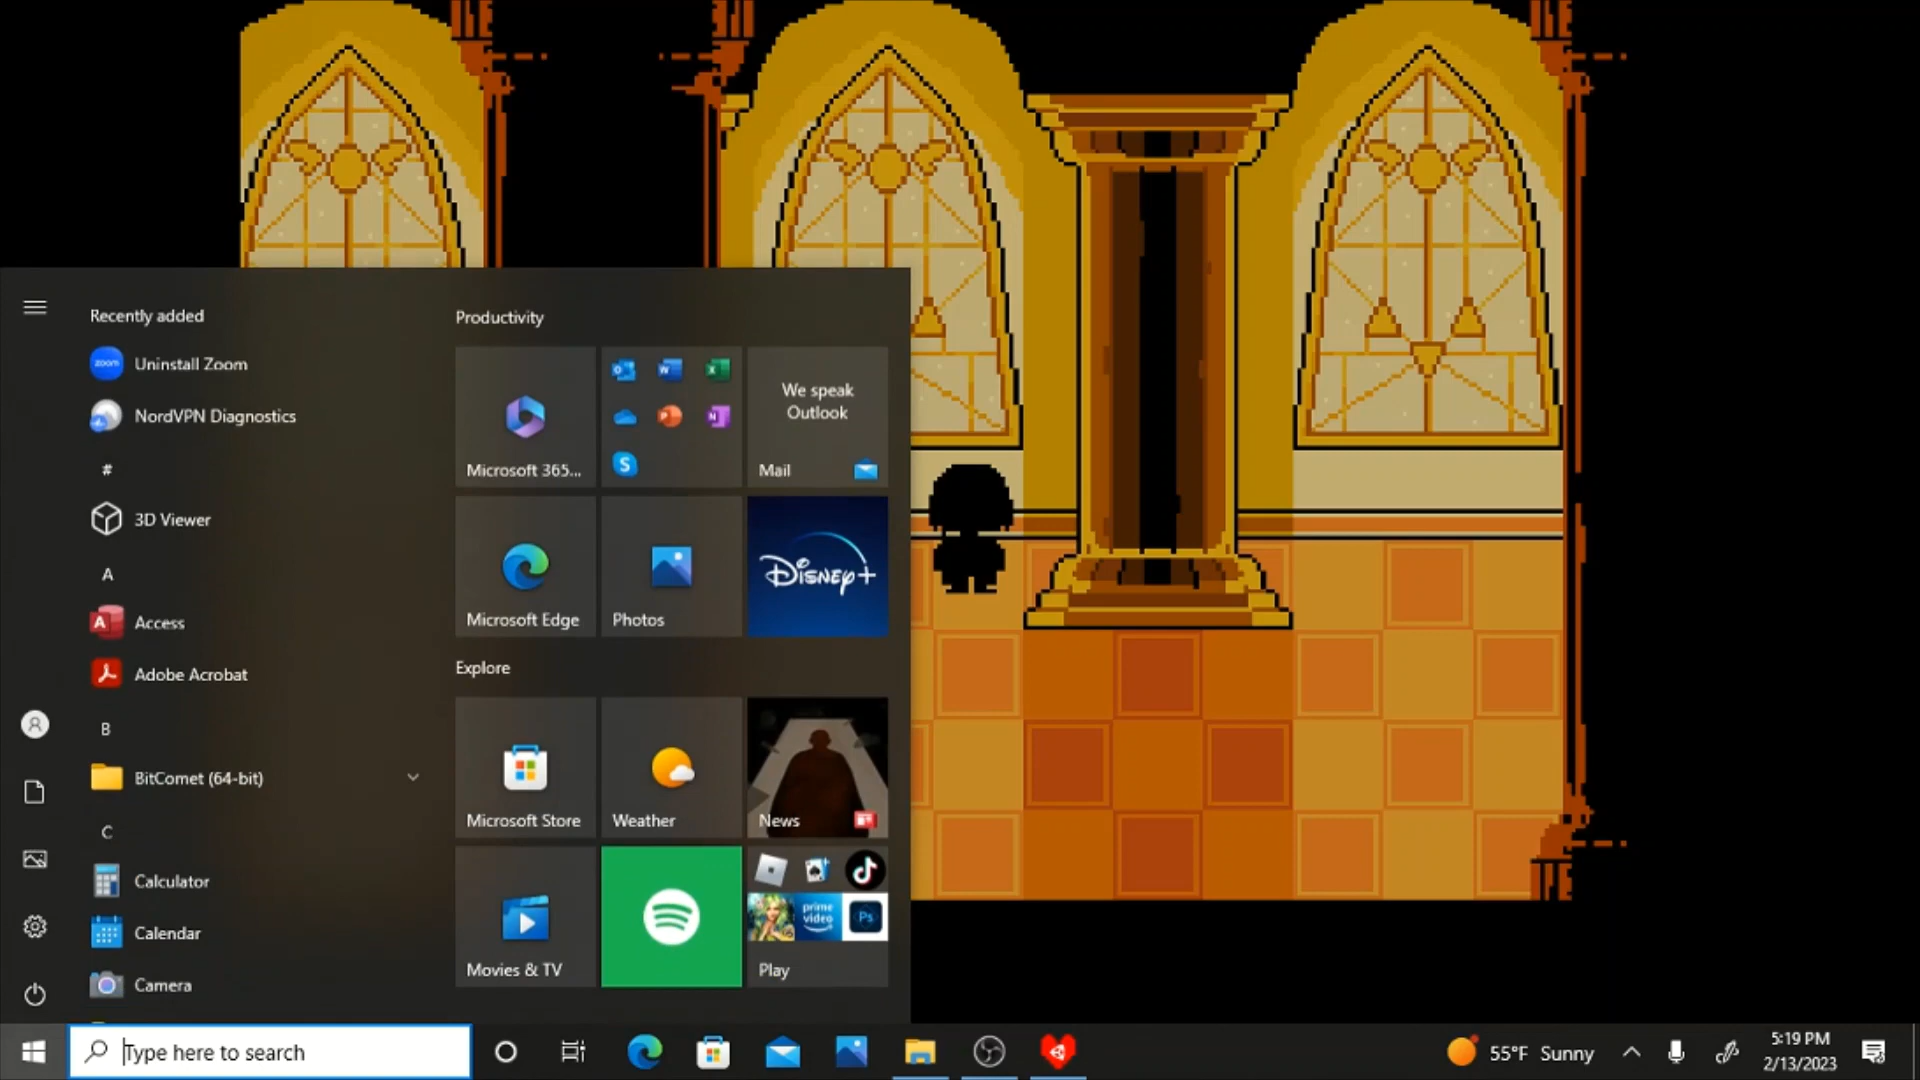 Recently added
zoom
Uninstall Zoom
NordVPN Diagnostics
#
3D Viewer
A
Access
Adobe Acrobat
B
BitComet (64-bit)
C
Calculator
Calendar
Camera
Productivity
Microsoft 365...
We speak
Outlook
Mail
Microsoft Edge
Photos
Disney+
Explore
Microsoft Store
Weather
News
Movies & TV
prime
video
Ps
Play
Type here to search
55°F Sunny
5:19 PM
2/13/2023